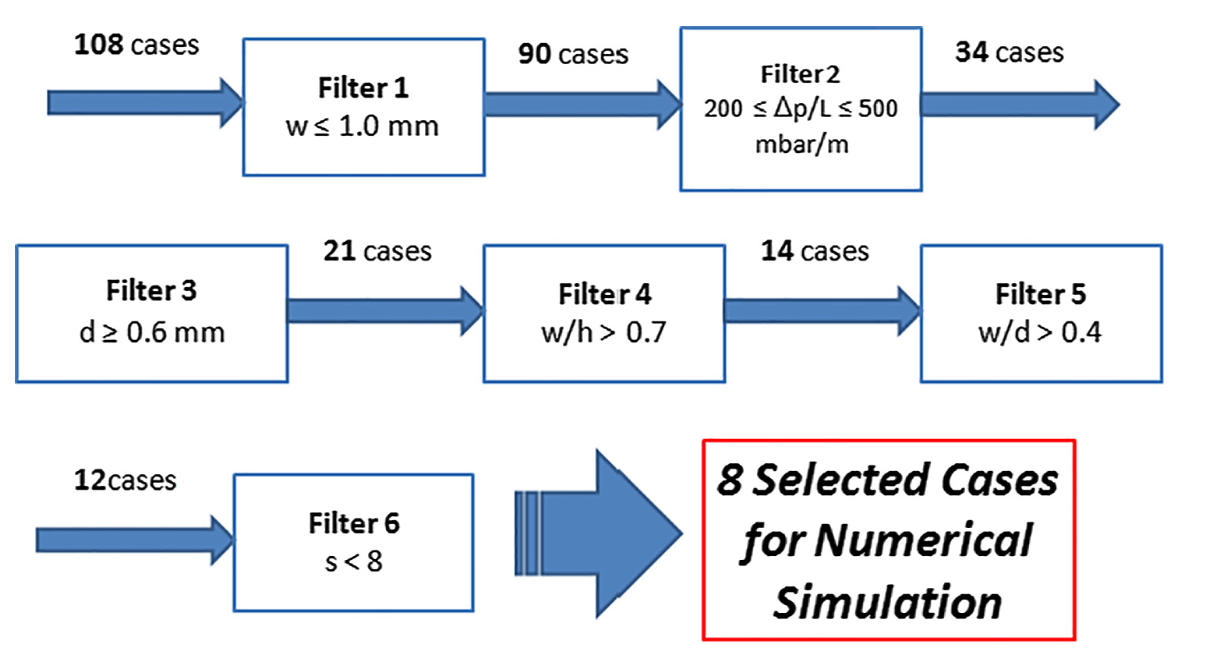 108 cases
Filter 1
w ≤ 1.0 mm
90 cases
Filter2
200 ≤ Δp/L ≤ 500
mbar/m
34 cases
Filter 3
d ≥ 0.6 mm
21 cases
Filter 4
w/h > 0.7
14 cases
Filter 5
w/d > 0.4
12cases
Filter 6
s < 8
8 Selected Cases
for Numerical
Simulation